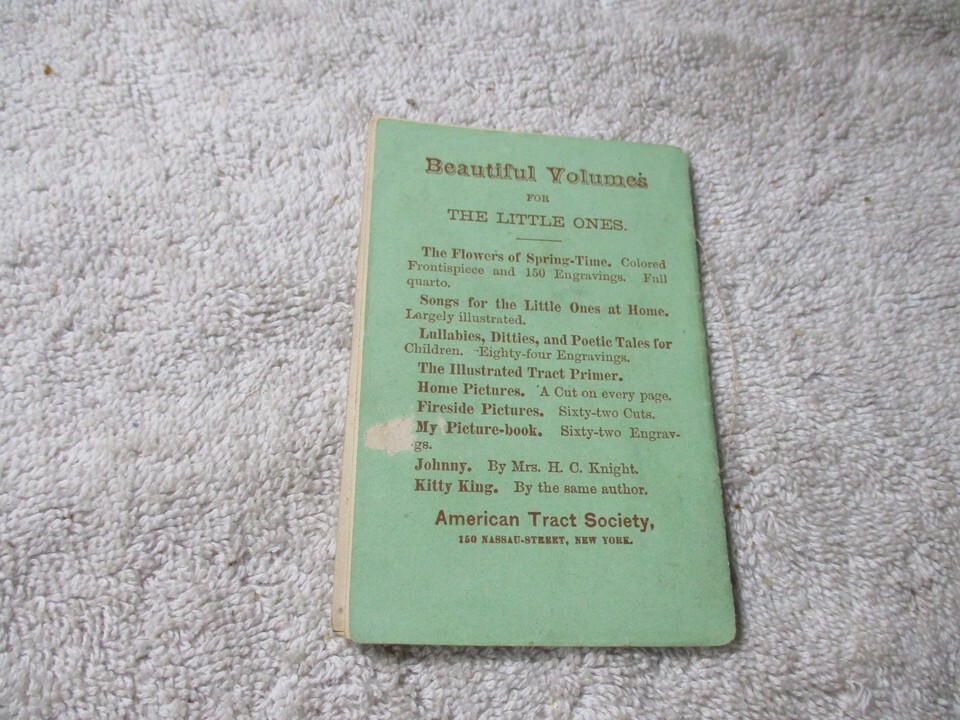 Beautiful Volumes
FOR
THE LITTLE ONES.
The Flowers of Spring-Time. Colored
Frontispiece and 150 Engravings. Full
quarto.
Songs for the Little Ones at Home.
Largely illustrated.
Lullabies, Ditties, and Poetic Tales for
Children. Eighty-four Engravings.
The Illustrated Tract Primer.
Home Pictures. A Cut on every page.
Fireside Pictures. Sixty-two Cuts.
My Picture-book. Sixty-two Engrav-
gs.
Johnny. By Mrs. H. C. Knight.
Kitty King. By the same author.
American Tract Society,
150 NASSAU-STREET, NEW YORK.